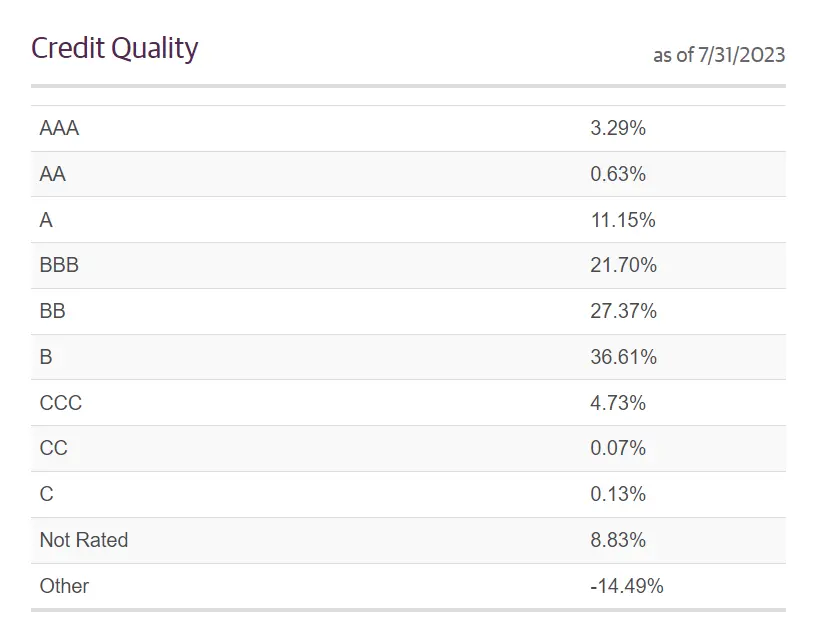 Credit Quality as of 7/31/2023
AAA 3.29%
AA 0.63%
A 11.15%
BBB 21.70%
BB 27.37%
B 36.61%
CCC 4.73%
CC 0.07%
C 0.13%
Not Rated 8.83%
Other -14.49%